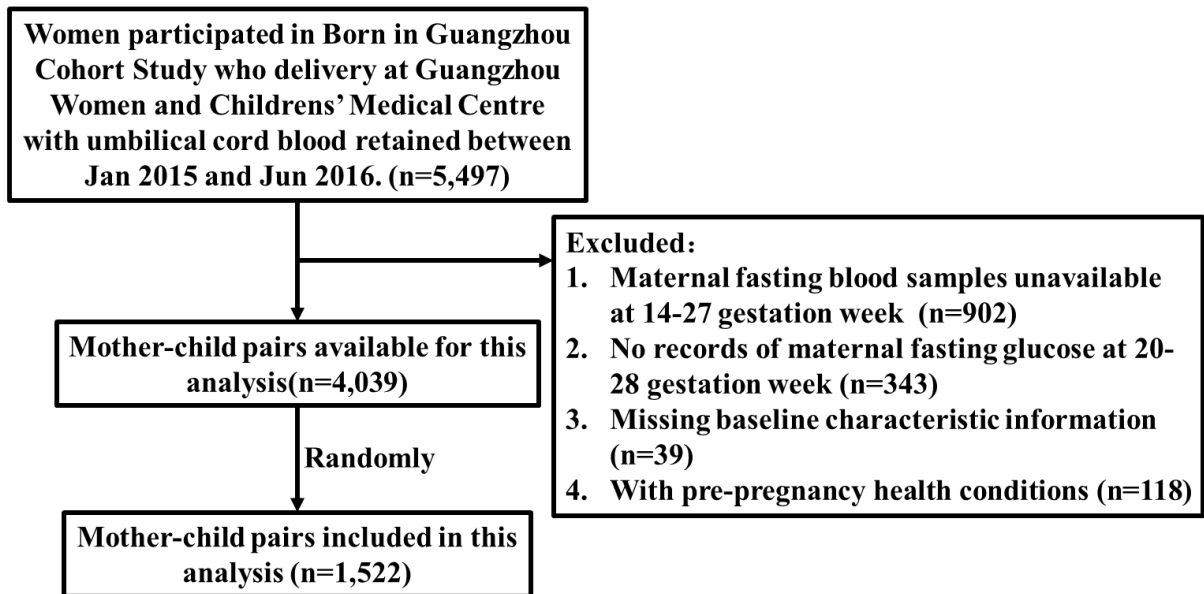 Women participated in Born in Guangzhou
Cohort Study who delivery at Guangzhou
Women and Childrens’ Medical Centre
with umbilical cord blood retained between
Jan 2015 and Jun 2016. (n=5,497)
Excluded：
1. Maternal fasting blood samples unavailable
at 14-27 gestation week (n=902)
2. No records of maternal fasting glucose at 20-
28 gestation week (n=343)
3. Missing baseline characteristic information
(n=39)
4. With pre-pregnancy health conditions (n=118)
Mother-child pairs available for this
analysis(n=4,039)
Randomly
Mother-child pairs included in this
analysis (n=1,522)